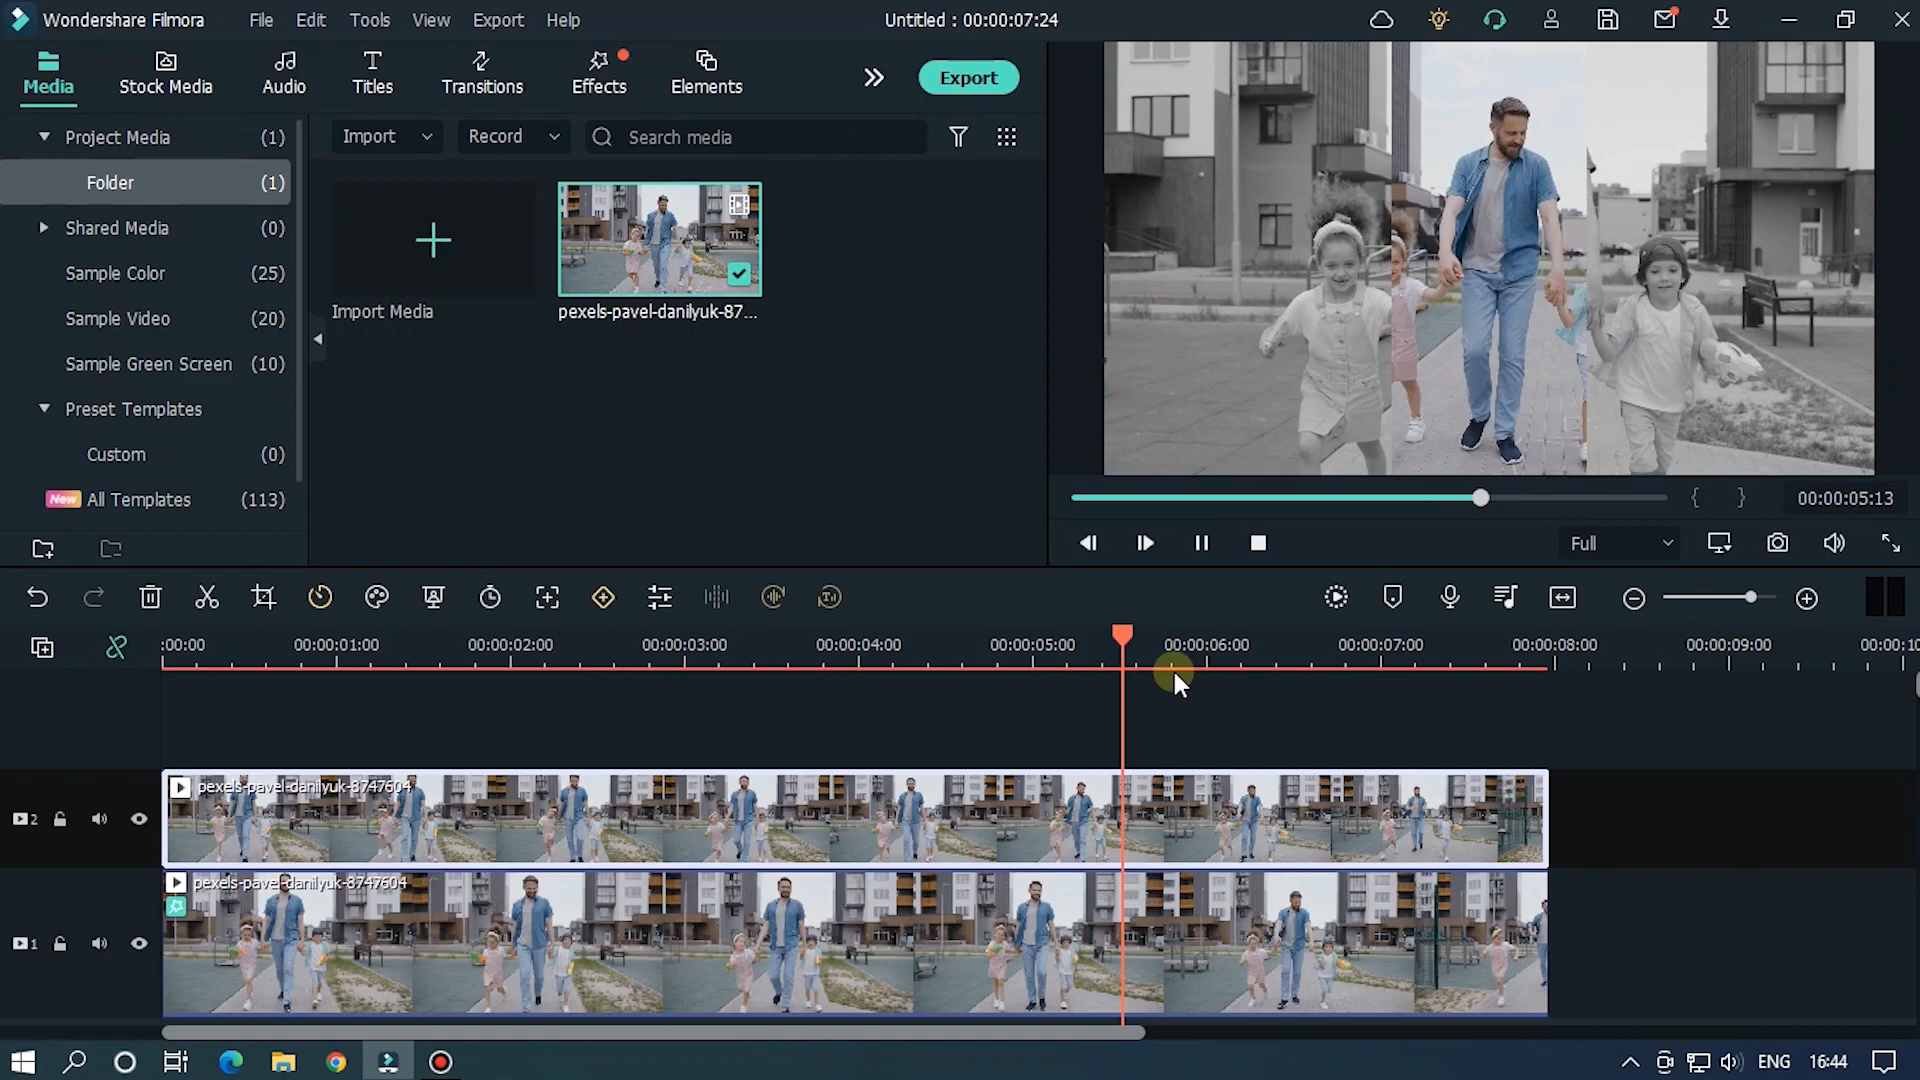 Wondershare Filmora File Edit Tools View Export Help Untitled : 00:00:07:24
Media Stock Media Audio Titles Transitions Effects Elements Export
Project Media (1)
Folder (1)
Shared Media (0)
Sample Color (25)
Sample Video (20)
Sample Green Screen (10)
Preset Templates
Custom (0)
New All Templates (113)
Import Record Search media
Import Media pexels-pavel-danilyuk-87...
{ } 00:00:05:13
Full
:00:00 00:00:01:00 00:00:02:00 00:00:03:00 00:00:04:00 00:00:05:00 00:00:06:00 00:00:07:00 00:00:08:00 00:00:09:00 00:00:10
pexels-pavel-danilyuk-8747604
2
pexels-pavel-danilyuk-8747604
1
ENG 16:44